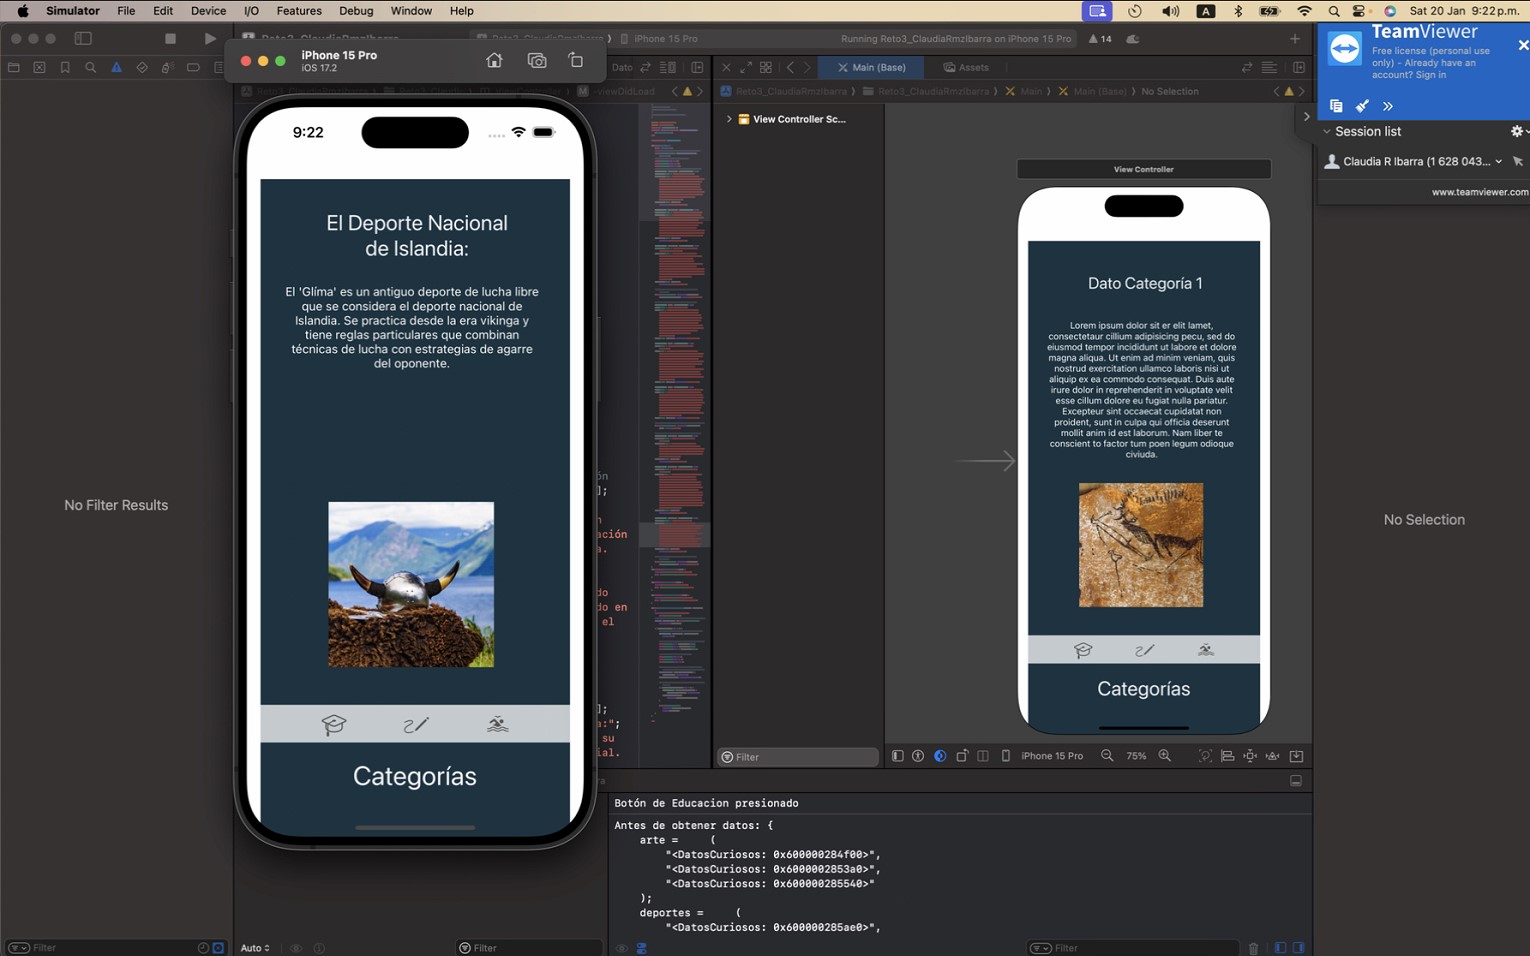 Simulator File Edit Device I/O Features Debug Window Help
A
Sat 20 Jan 9:22 p.m.
Reto3_ClaudiaRmzIbarra
iPhone 15 Pro
Running Reto3_ClaudiaRmzIbarra on iPhone 15 Pro
14
TeamViewer
Free license (personal use
only) - Already have an
account? Sign in
Session list
Claudia R Ibarra (1 628 043...
www.teamviewer.com
iPhone 15 Pro
iOS 17.2
Dato
Main (Base)
Assets
-viewDidLoad
Reto3_ClaudiaRmzIbarra
Reto3_ClaudiaRmzIbarra
Main
Main (Base)
No Selection
View Controller Sc...
View Controller
9:22
El Deporte Nacional
de Islandia:
El 'Glíma' es un antiguo deporte de lucha libre
que se considera el deporte nacional de
Islandia. Se practica desde la era vikinga y
tiene reglas particulares que combinan
técnicas de lucha con estrategias de agarre
del oponente.
Categorías
Dato Categoría 1
Lorem ipsum dolor sit er elit lamet,
consectetaur cillium adipisicing pecu, sed do
eiusmod tempor incididunt ut labore et dolore
magna aliqua. Ut enim ad minim veniam, quis
nostrud exercitation ullamco laboris nisi ut
aliquip ex ea commodo consequat. Duis aute
irure dolor in reprehenderit in voluptate velit
esse cillum dolore eu fugiat nulla pariatur.
Excepteur sint occaecat cupidatat non
proident, sunt in culpa qui officia deserunt
mollit anim id est laborum. Nam liber te
conscient to factor tum poen legum odioque
civiuda.
Categorías
No Filter Results
No Selection
ón
];
n
ación
a.
do
do en
el
];
a:";
su
ial.
ra
Filter
iPhone 15 Pro
75%
Botón de Educacion presionado
Antes de obtener datos: {
arte = (
"<DatosCuriosos: 0x600000284f00>",
"<DatosCuriosos: 0x6000002853a0>",
"<DatosCuriosos: 0x600000285540>"
);
deportes = (
"<DatosCuriosos: 0x600000285ae0>",
Filter
Auto
Filter
Filter